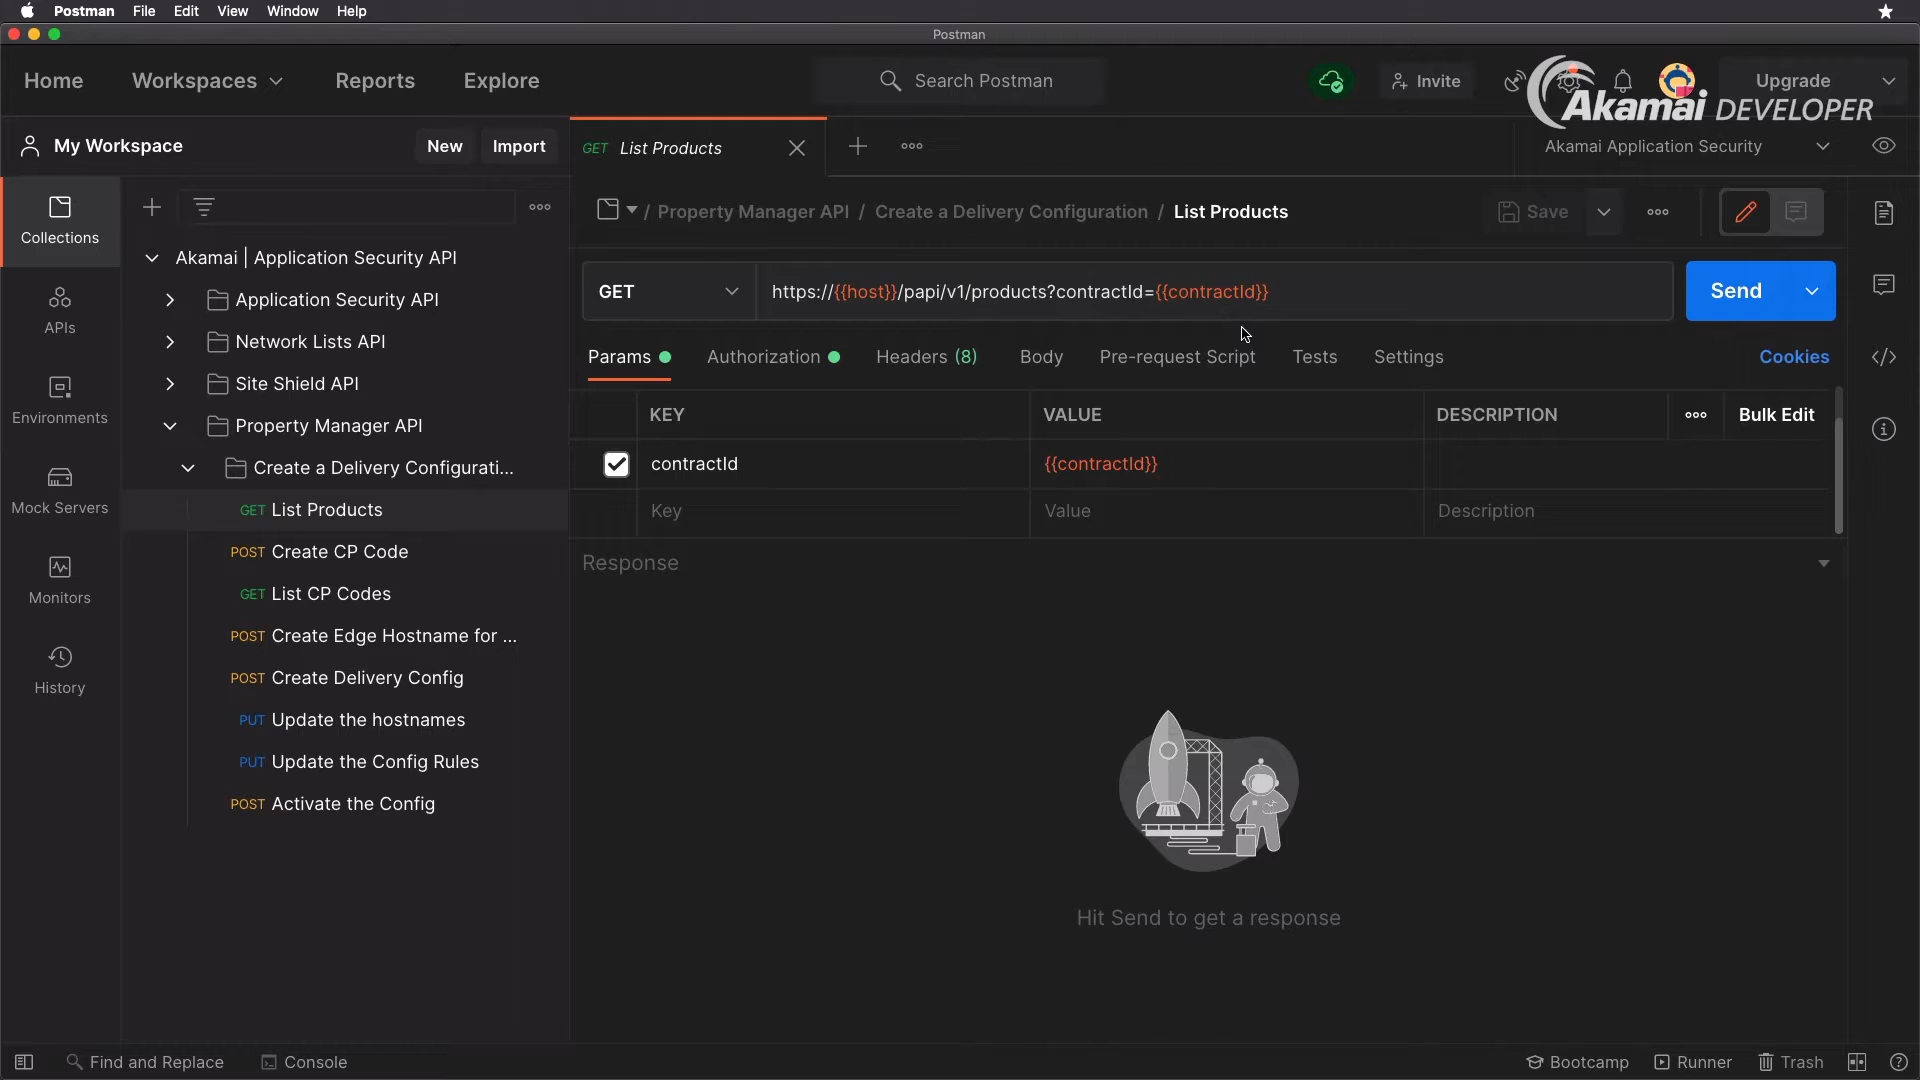 Postman File Edit View Window Help
Postman
Home Workspaces Reports Explore Search Postman Invite Upgrade
Akamai DEVELOPER
My Workspace New Import GET List Products Akamai Application Security
Collections
APIs
Environments
Mock Servers
Monitors
History
Akamai | Application Security API
Application Security API
Network Lists API
Site Shield API
Property Manager API
Create a Delivery Configurati...
GET List Products
POST Create CP Code
GET List CP Codes
POST Create Edge Hostname for ...
POST Create Delivery Config
PUT Update the hostnames
PUT Update the Config Rules
POST Activate the Config
/ Property Manager API / Create a Delivery Configuration / List Products Save
GET https://{{host}}/papi/v1/products?contractId={{contractId}} Send
Params Authorization Headers (8) Body Pre-request Script Tests Settings Cookies
KEY VALUE DESCRIPTION Bulk Edit
contractId {{contractId}}
Key Value Description
Response
Hit Send to get a response
Find and Replace Console Bootcamp Runner Trash